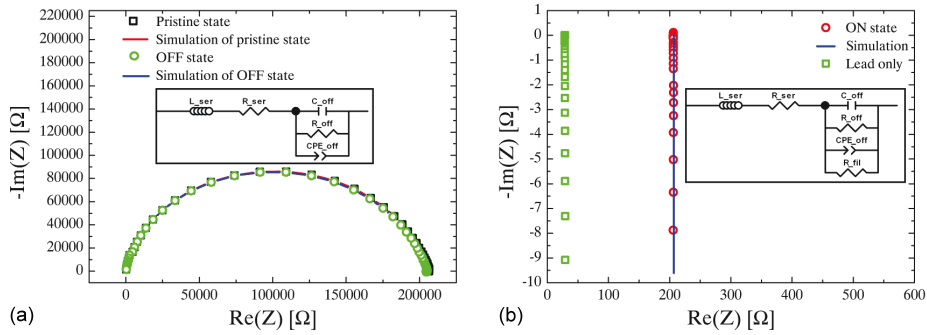 220000
200000
180000
160000
140000
120000
100000
80000
60000
40000
20000
0
-Im(Z) [Ω]
Pristine state
Simulation of pristine state
OFF state
Simulation of OFF state
L_ser
R_ser
C_off
R_off
CPE_off
0
50000
100000
150000
200000
Re(Z) [Ω]
(a)
1
0
-1
-2
-3
-4
-5
-6
-7
-8
-9
-10
-Im(Z) [Ω]
ON state
Simulation
Lead only
L_ser
R_ser
C_off
R_off
CPE_off
R_fil
0
100
200
300
400
500
600
Re(Z) [Ω]
(b)